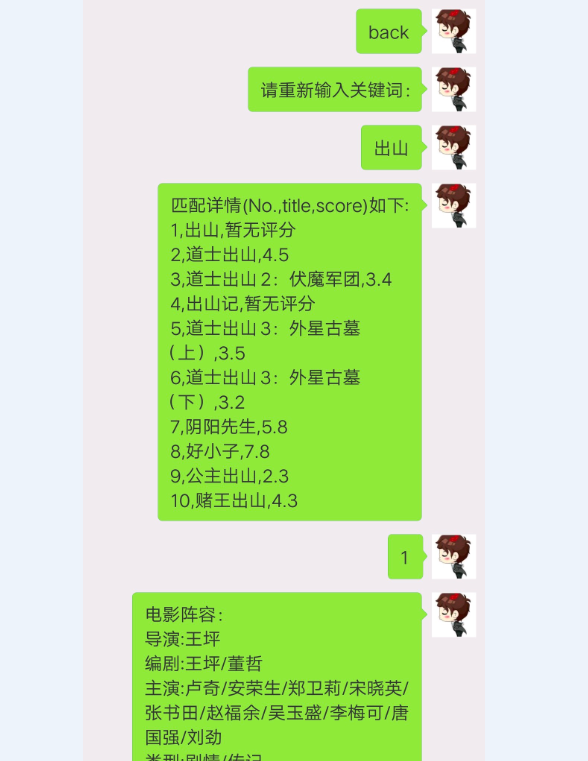 back
请重新输入关键词:
出山
匹配详情(No.,title,score)如下:
1,出山,暂无评分
2,道士出山,4.5
3,道士出山2：伏魔军团,3.4
4,出山记,暂无评分
5,道士出山3：外星古墓
（上）,3.5
6,道士出山3：外星古墓
（下）,3.2
7,阴阳先生,5.8
8,好小子,7.8
9,公主出山,2.3
10,赌王出山,4.3
1
电影阵容:
导演:王坪
编剧:王坪/董哲
主演:卢奇/安荣生/郑卫莉/宋晓英/
张书田/赵福余/吴玉盛/李梅可/唐
国强/刘劲
类型:剧情/传记